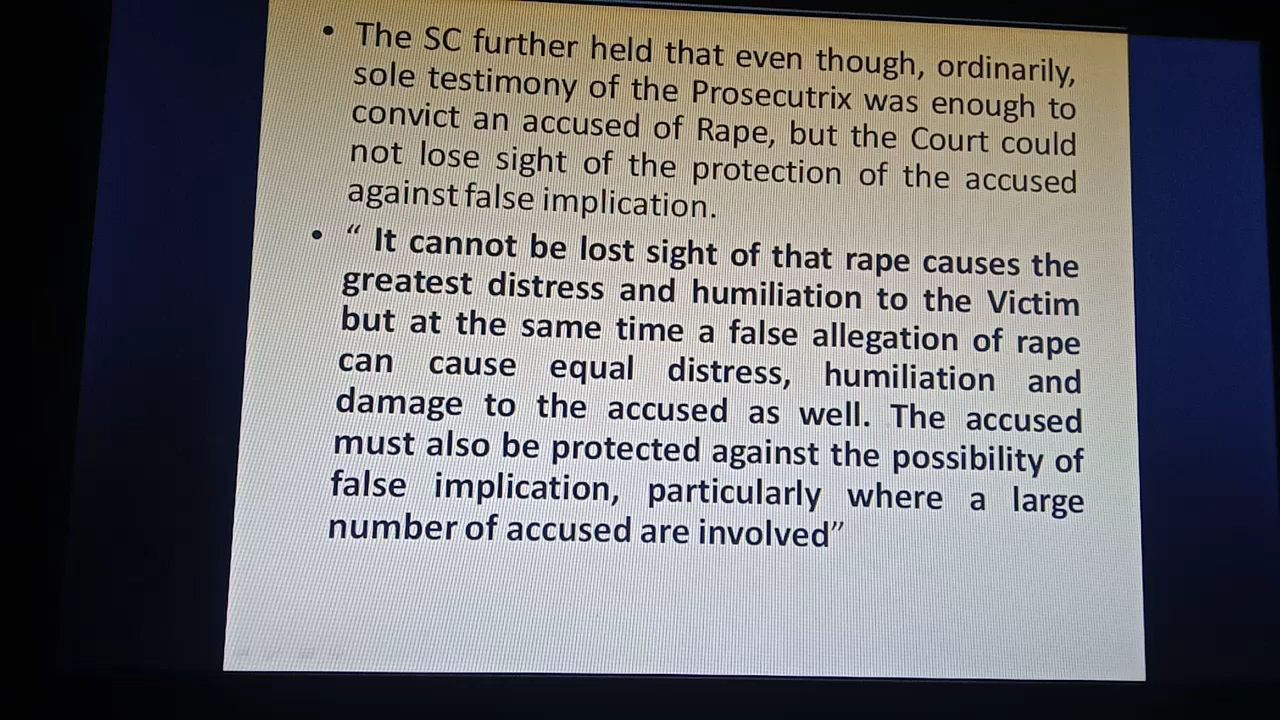 • The SC further held that even though, ordinarily,
sole testimony of the Prosecutrix was enough to
convict an accused of Rape, but the Court could
not lose sight of the protection of the accused
against false implication.
• “ It cannot be lost sight of that rape causes the
greatest distress and humiliation to the Victim
but at the same time a false allegation of rape
can cause equal distress, humiliation and
damage to the accused as well. The accused
must also be protected against the possibility of
false implication, particularly where a large
number of accused are involved”